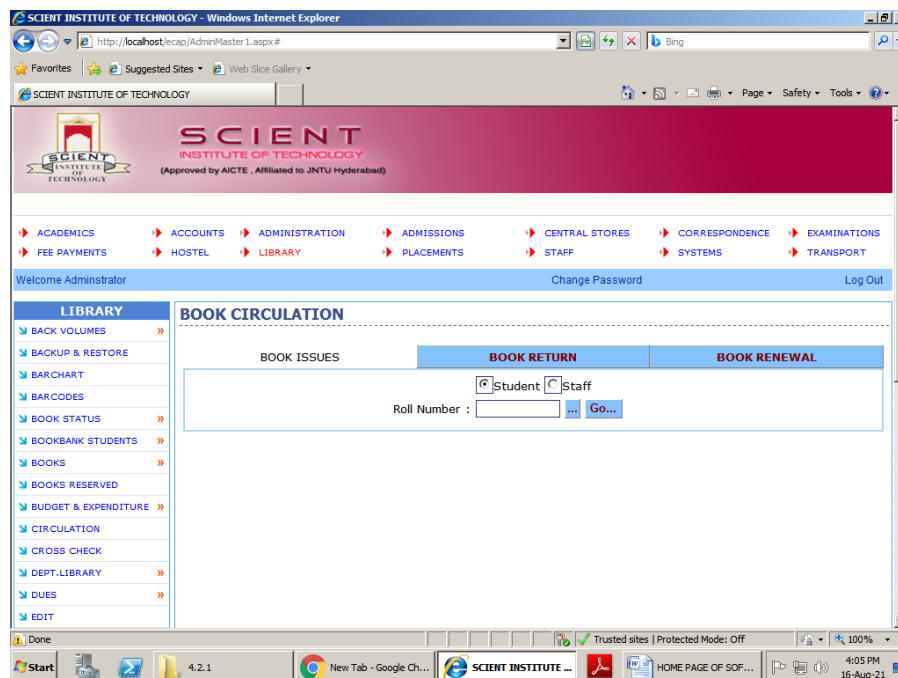 SCIENT INSTITUTE OF TECHNOLOGY - Windows Internet Explorer
http://localhost/ecap/AdminMaster1.aspx#
Bing
Favorites Suggested Sites Web Slice Gallery
SCIENT INSTITUTE OF TECHNOLOGY
Page Safety Tools
SCIENT
INSTITUTE
OF
TECHNOLOGY
SCIENT
INSTITUTE OF TECHNOLOGY
(Approved by AICTE , Affiliated to JNTU Hyderabad)
ACADEMICS ACCOUNTS ADMINISTRATION ADMISSIONS CENTRAL STORES CORRESPONDENCE EXAMINATIONS
FEE PAYMENTS HOSTEL LIBRARY PLACEMENTS STAFF SYSTEMS TRANSPORT
Welcome Adminstrator Change Password Log Out
LIBRARY
BACK VOLUMES »
BACKUP & RESTORE
BARCHART
BARCODES
BOOK STATUS »
BOOKBANK STUDENTS »
BOOKS »
BOOKS RESERVED
BUDGET & EXPENDITURE »
CIRCULATION
CROSS CHECK
DEPT.LIBRARY »
DUES »
EDIT
BOOK CIRCULATION
BOOK ISSUES BOOK RETURN BOOK RENEWAL
Student Staff
Roll Number : ... Go...
Done Trusted sites | Protected Mode: Off 100%
Start 4.2.1 New Tab - Google Ch... SCIENT INSTITUTE ... HOME PAGE OF SOF... 4:05 PM
16-Aug-21